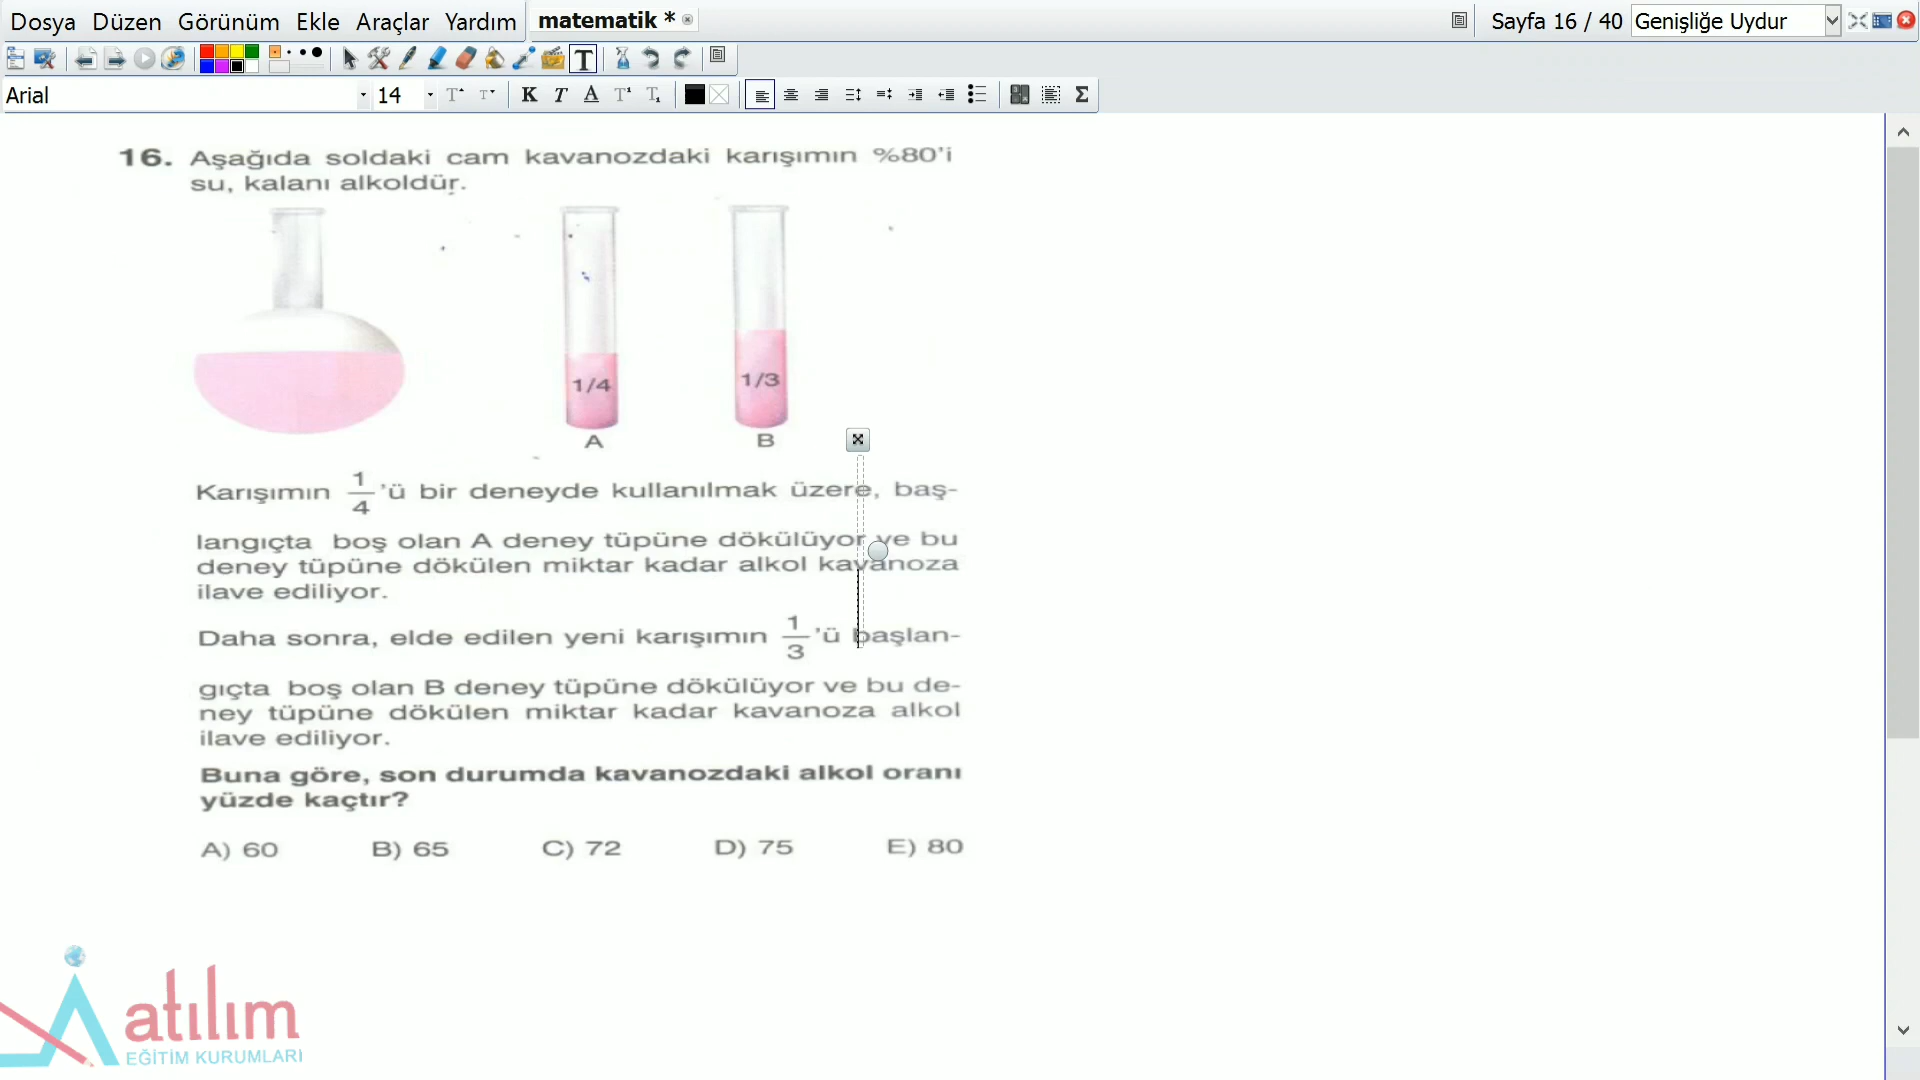 Dosya Düzen Görünüm Ekle Araçlar Yardım
matematik *
Sayfa 16 / 40
Genişliğe Uydur
Arial
14
16. Aşağıda soldaki cam kavanozdaki karışımın %80'i
su, kalanı alkoldür.
1/4
1/3
A
B
Karışımın 1/4 'ü bir deneyde kullanılmak üzere, baş-
langıçta boş olan A deney tüpüne dökülüyor ve bu
deney tüpüne dökülen miktar kadar alkol kavanoza
ilave ediliyor.
Daha sonra, elde edilen yeni karışımın 1/3 'ü başlan-
gıçta boş olan B deney tüpüne dökülüyor ve bu de-
ney tüpüne dökülen miktar kadar kavanoza alkol
ilave ediliyor.
Buna göre, son durumda kavanozdaki alkol oranı
yüzde kaçtır?
A) 60 B) 65 C) 72 D) 75 E) 80
atılım
EĞİTİM KURUMLARI